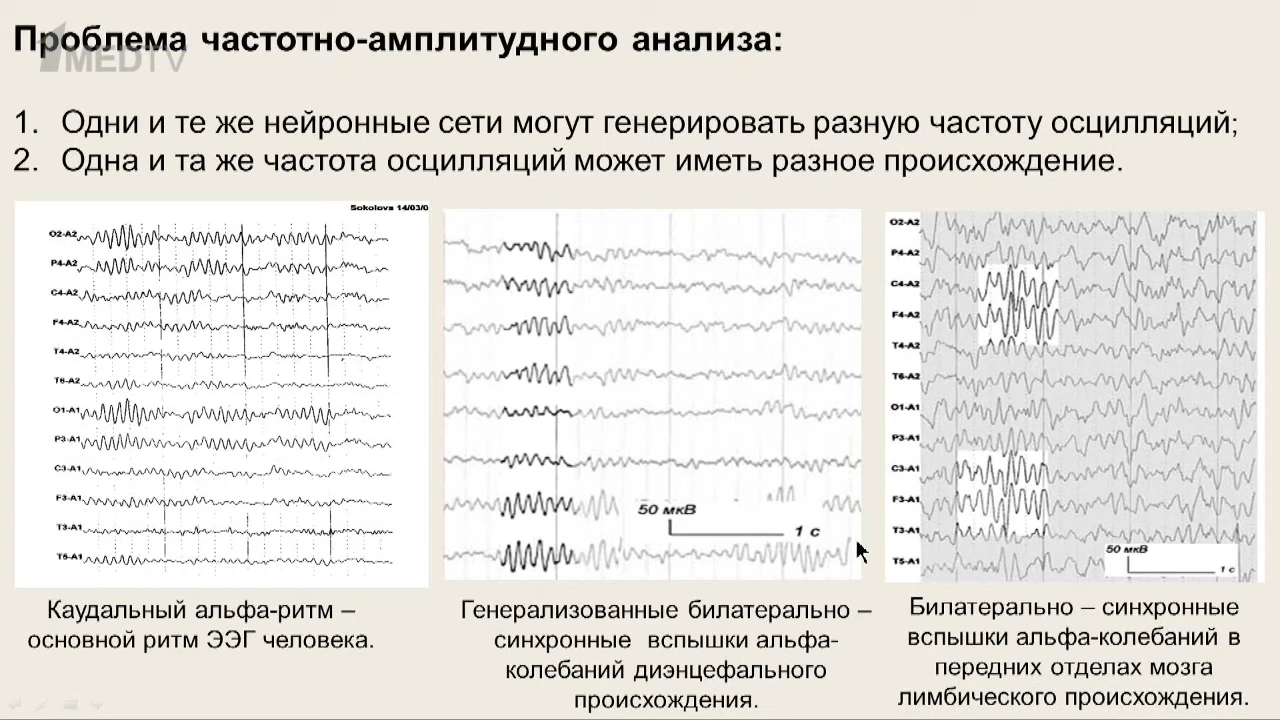 Проблема частотно-амплитудного анализа:
1MEDTV
1. Одни и те же нейронные сети могут генерировать разную частоту осцилляций;
2. Одна и та же частота осцилляций может иметь разное происхождение.
Sokolova 14/03/0
O2-A2
P4-A2
C4-A2
F4-A2
T4-A2
T6-A2
O1-A1
P3-A1
C3-A1
F3-A1
T3-A1
T5-A1
50 мкВ
1 с
O2-A2
P4-A2
C4-A2
F4-A2
T4-A2
T6-A2
O1-A1
P3-A1
C3-A1
F3-A1
T3-A1
T5-A1
50 мкВ
1 с
Каудальный альфа-ритм –
основной ритм ЭЭГ человека.
Генерализованные билатерально –
синхронные вспышки альфа-
колебаний диэнцефального
происхождения.
Билатерально – синхронные
вспышки альфа-колебаний в
передних отделах мозга
лимбического происхождения.